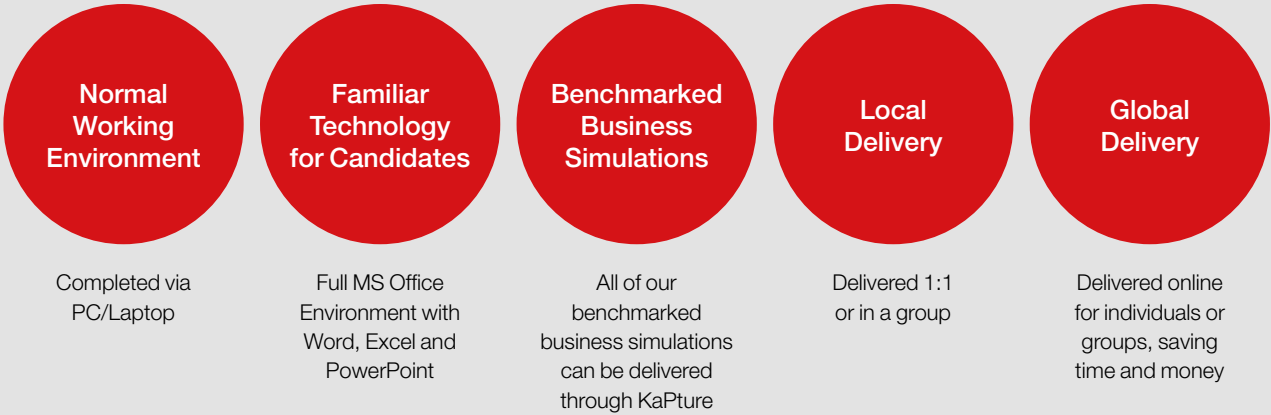 Normal
Working
Environment
Familiar
Technology
for Candidates
Benchmarked
Business
Simulations
Local
Delivery
Global
Delivery
Completed via
PC/Laptop
Full MS Office
Environment with
Word, Excel and
PowerPoint
All of our
benchmarked
business simulations
can be delivered
through KaPture
Delivered 1:1
or in a group
Delivered online
for individuals or
groups, saving
time and money